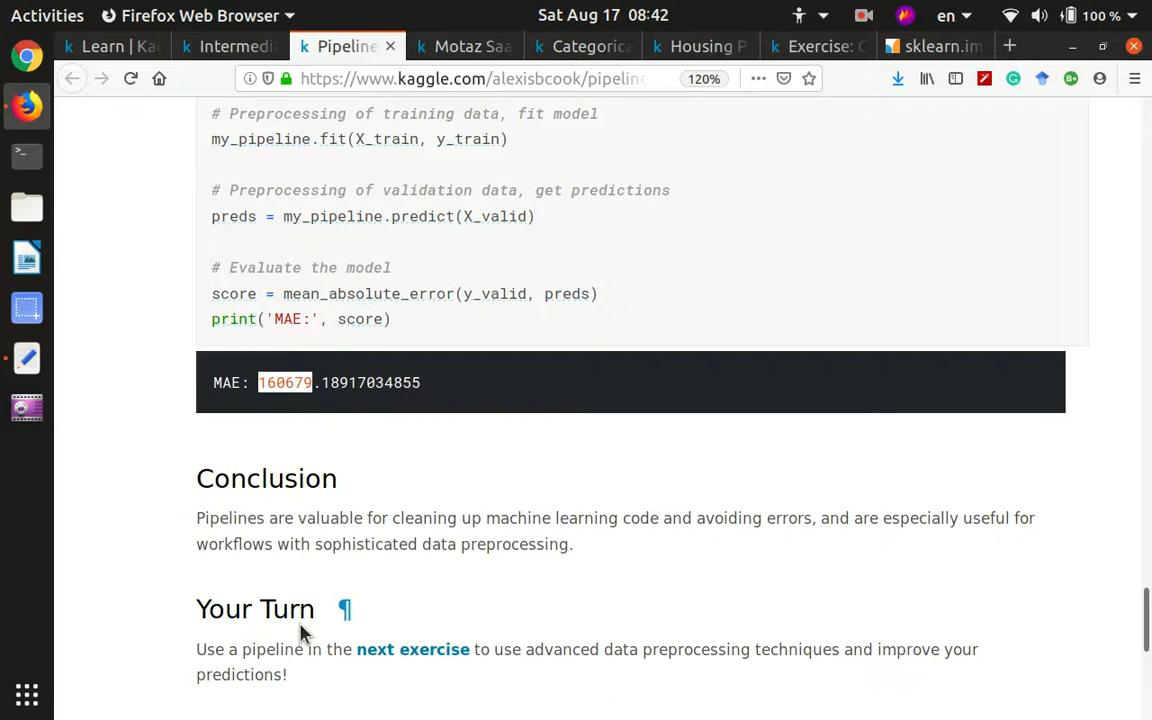 Activities
Firefox Web Browser
Sat Aug 17 08:42
en
100 %
Learn | Ka
Intermedi
Pipeline
Motaz Saa
Categorica
Housing P
Exercise: C
sklearn.im
https://www.kaggle.com/alexisbcook/pipeline
120%
# Preprocessing of training data, fit model
my_pipeline.fit(X_train, y_train)
# Preprocessing of validation data, get predictions
preds = my_pipeline.predict(X_valid)
# Evaluate the model
score = mean_absolute_error(y_valid, preds)
print('MAE:', score)
MAE: 160679.18917034855
Conclusion
Pipelines are valuable for cleaning up machine learning code and avoiding errors, and are especially useful for
workflows with sophisticated data preprocessing.
Your Turn ¶
Use a pipeline in the next exercise to use advanced data preprocessing techniques and improve your
predictions!